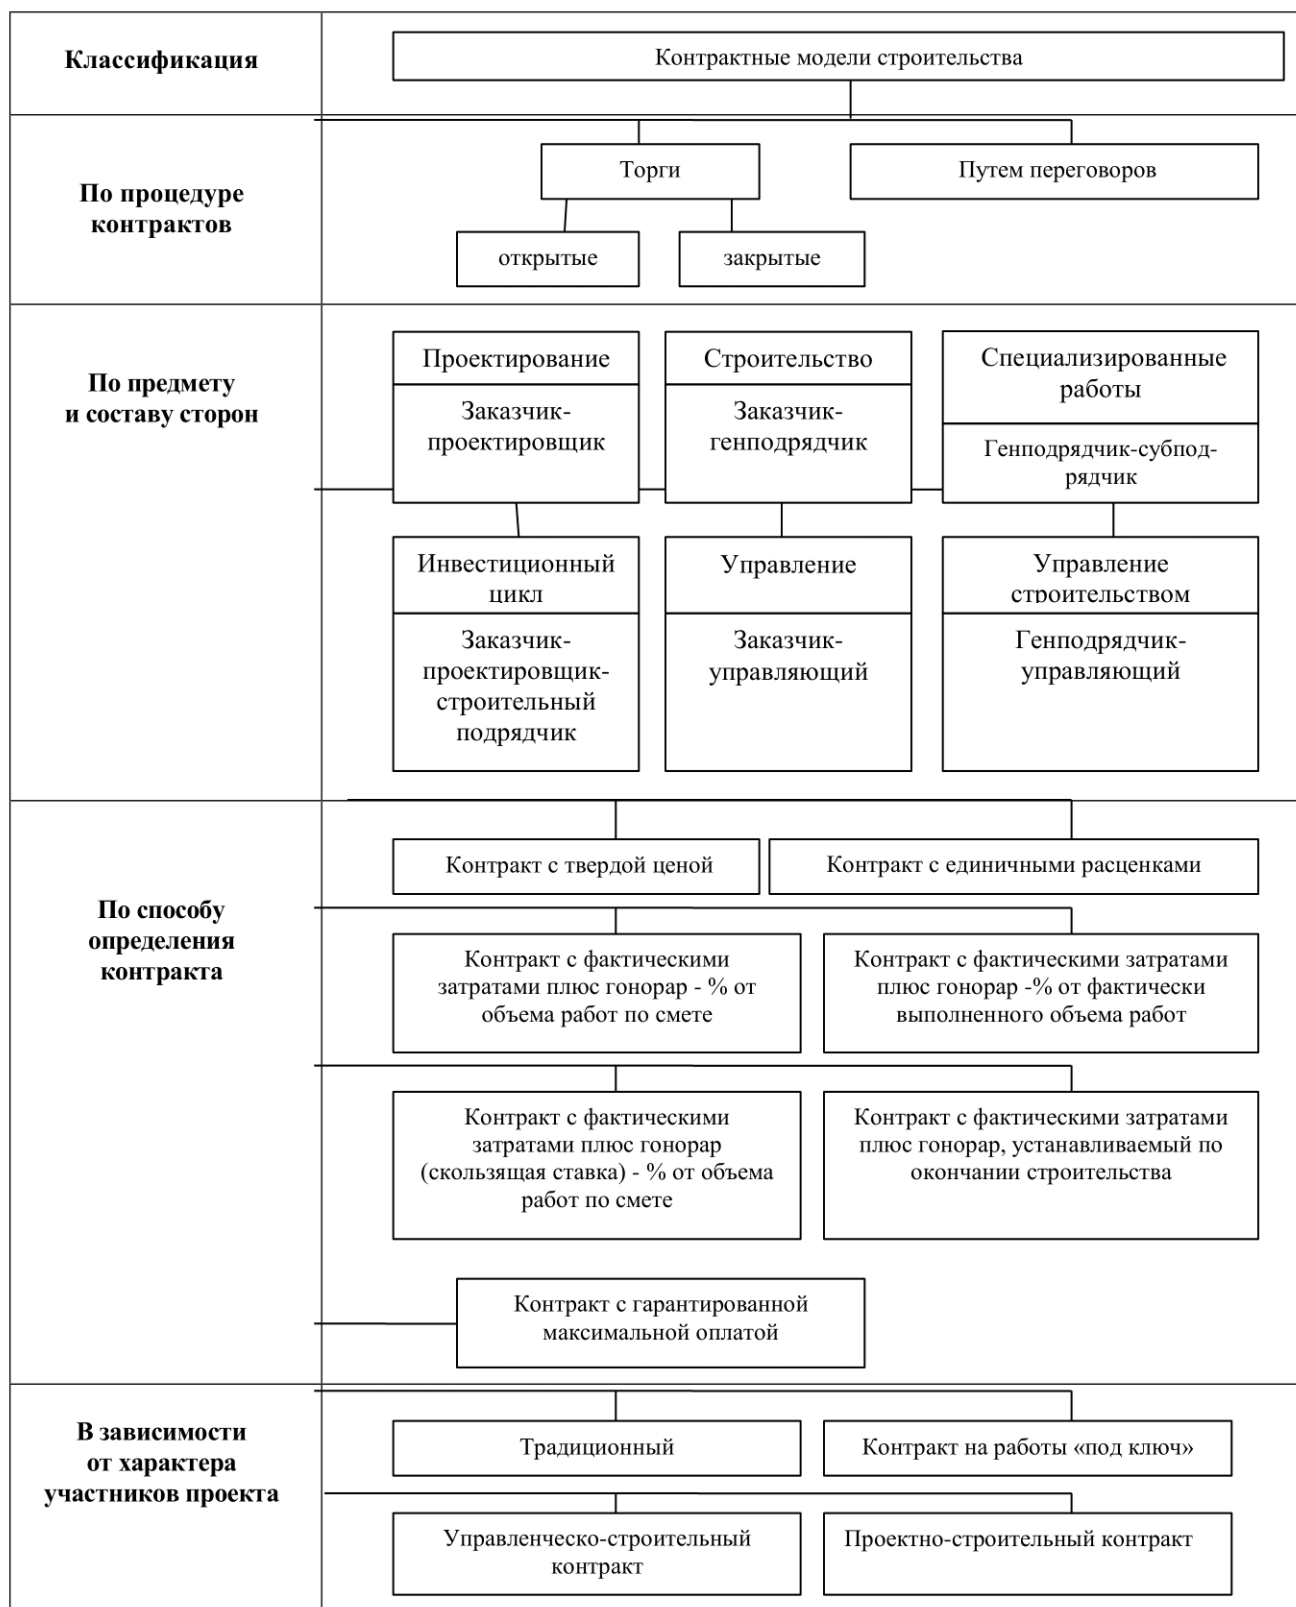 Классификация
Контрактные модели строительства
По процедуре
контрактов
Торги
Путем переговоров
открытые
закрытые
По предмету
и составу сторон
Проектирование
Заказчик-
проектировщик
Строительство
Заказчик-
генподрядчик
Специализированные
работы
Генподрядчик-субпод-
рядчик
Инвестиционный
цикл
Заказчик-
проектировщик-
строительный
подрядчик
Управление
Заказчик-
управляющий
Управление
строительством
Генподрядчик-
управляющий
По способу
определения
контракта
Контракт с твердой ценой
Контракт с единичными расценками
Контракт с фактическими
затратами плюс гонорар - % от
объема работ по смете
Контракт с фактическими затратами
плюс гонорар -% от фактически
выполненного объема работ
Контракт с фактическими
затратами плюс гонорар
(скользящая ставка) - % от объема
работ по смете
Контракт с фактическими затратами
плюс гонорар, устанавливаемый по
окончании строительства
Контракт с гарантированной
максимальной оплатой
В зависимости
от характера
участников проекта
Традиционный
Контракт на работы «под ключ»
Управленческо-строительный
контракт
Проектно-строительный контракт